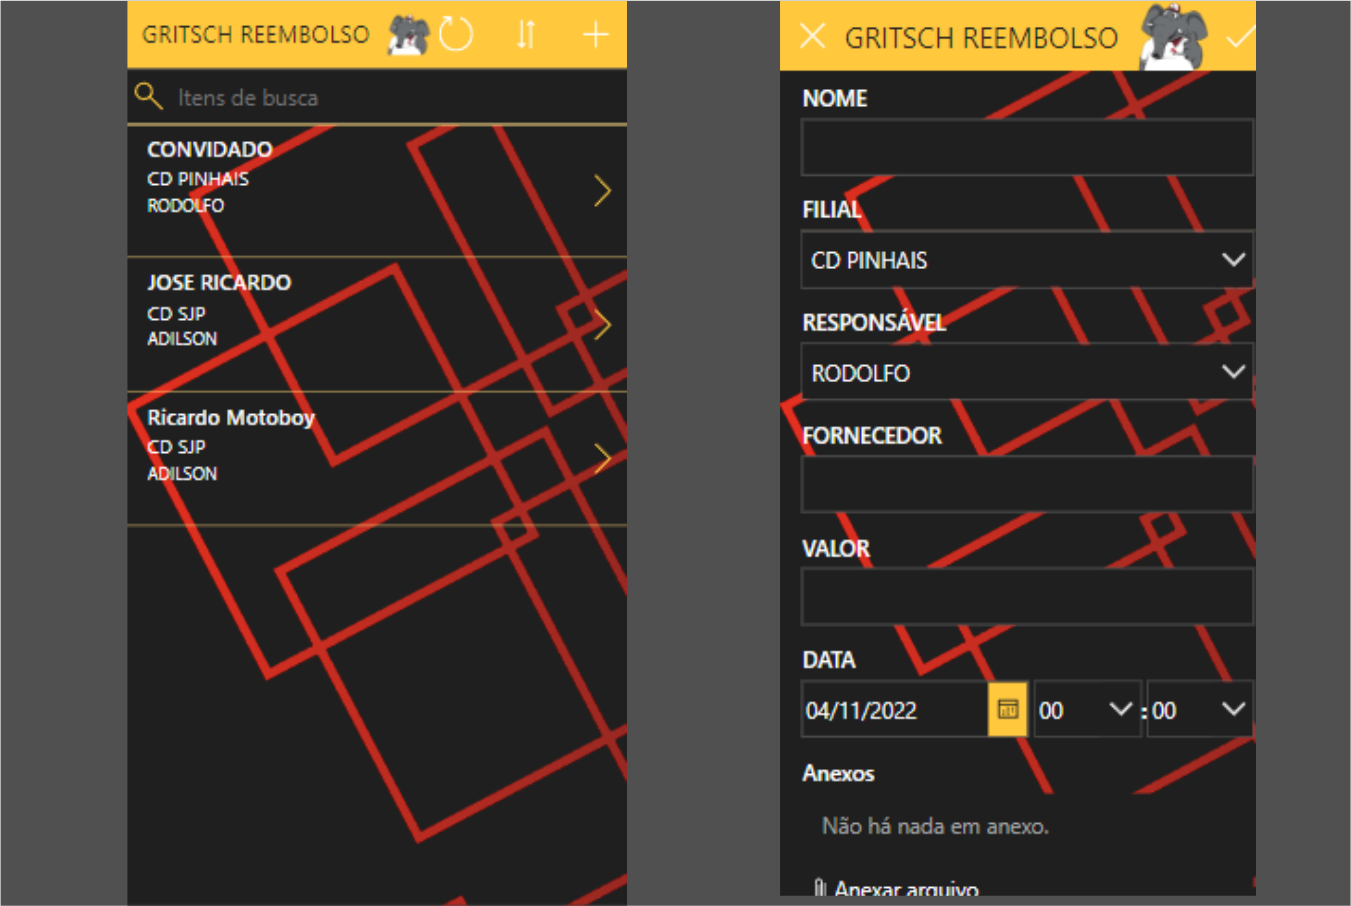 GRITSCH REEMBOLSO
Itens de busca
CONVIDADO
CD PINHAIS
RODOLFO
JOSE RICARDO
CD SJP
ADILSON
Ricardo Motoboy
CD SJP
ADILSON
GRITSCH REEMBOLSO
NOME
FILIAL
CD PINHAIS
RESPONSÁVEL
RODOLFO
FORNECEDOR
VALOR
DATA
04/11/2022 00 : 00
Anexos
Não há nada em anexo.
Anexar arquivo